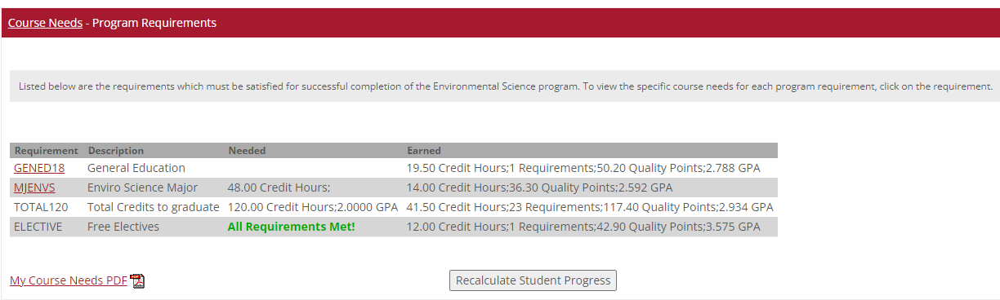 Course Needs - Program Requirements
Listed below are the requirements which must be satisfied for successful completion of the Environmental Science program. To view the specific course needs for each program requirement, click on the requirement.
Requirement Description Needed Earned
GENED18 General Education 19.50 Credit Hours;1 Requirements;50.20 Quality Points;2.788 GPA
MJENVS Enviro Science Major 48.00 Credit Hours; 14.00 Credit Hours;36.30 Quality Points;2.592 GPA
TOTAL120 Total Credits to graduate 120.00 Credit Hours;2.0000 GPA 41.50 Credit Hours;23 Requirements;117.40 Quality Points;2.934 GPA
ELECTIVE Free Electives All Requirements Met! 12.00 Credit Hours;1 Requirements;42.90 Quality Points;3.575 GPA
My Course Needs PDF Recalculate Student Progress